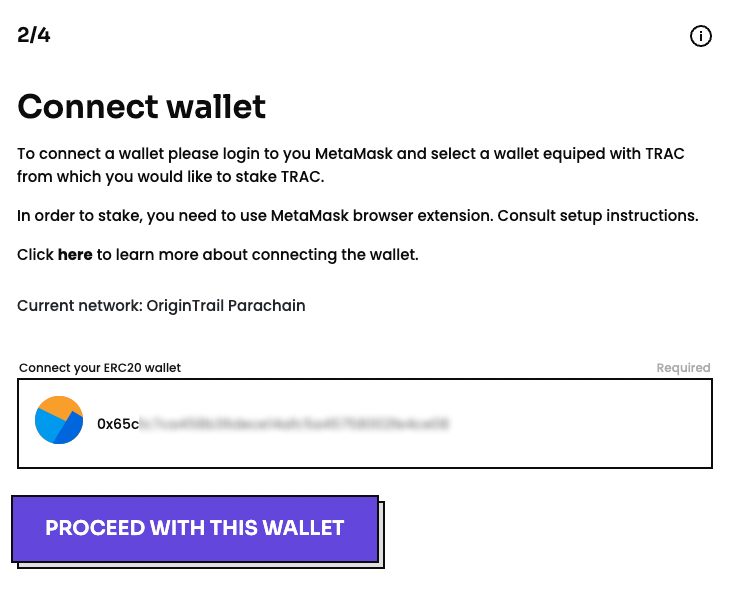 2/4
Connect wallet
To connect a wallet please login to you MetaMask and select a wallet equiped with TRAC
from which you would like to stake TRAC.
In order to stake, you need to use MetaMask browser extension. Consult setup instructions.
Click here to learn more about connecting the wallet.
Current network: OriginTrail Parachain
Connect your ERC20 wallet Required
0x65c
PROCEED WITH THIS WALLET